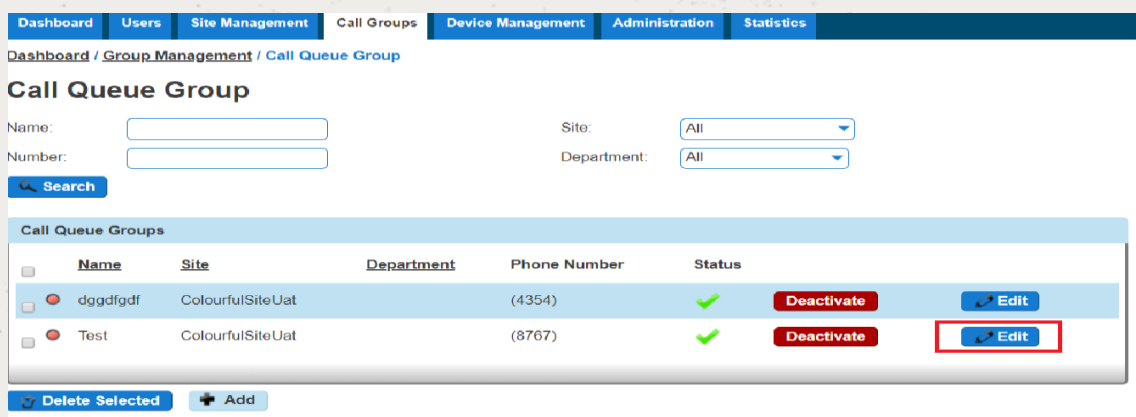 Dashboard Users Site Management Call Groups Device Management Administration Statistics
Dashboard / Group Management / Call Queue Group
Call Queue Group
Name: Site: All
Number: Department: All
Search
Call Queue Groups
Name Site Department Phone Number Status
dggdfgdf ColourfulSiteUat (4354) Deactivate Edit
Test ColourfulSiteUat (8767) Deactivate Edit
Delete Selected Add